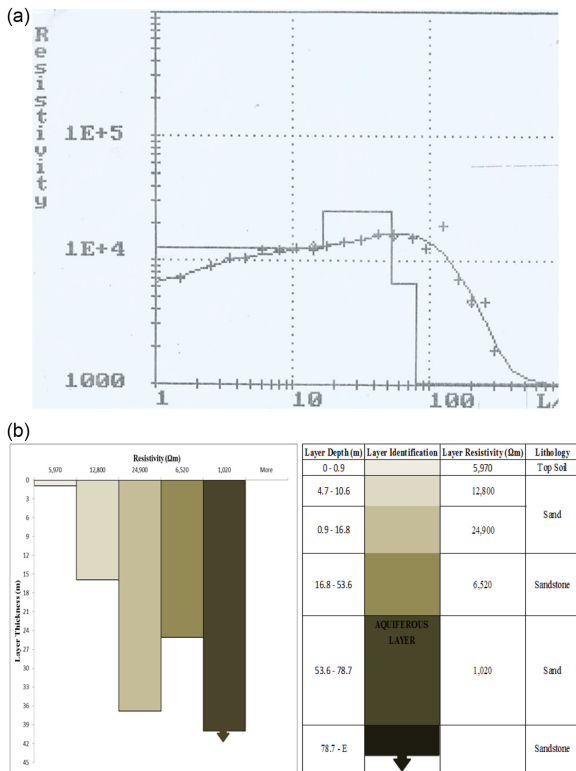 (a)
Resistivity
1E+5
1E+4
1000
1 10 100 L/
(b)
Resistivity (Ωm)
5,970 12,800 24,900 6,520 1,020 More
Layer Thickness (m)
0
3
6
9
12
15
18
21
24
27
30
33
36
39
42
45
Layer Depth (m) Layer Identification Layer Resistivity (Ωm) Lithology
0 - 0.9 5,970 Top Soil
4.7 - 10.6 12,800
Sand
0.9 - 16.8 24,900
16.8 - 53.6 6,520 Sandstone
AQUIFEROUS
LAYER
53.6 - 78.7 1,020 Sand
78.7 - E Sandstone